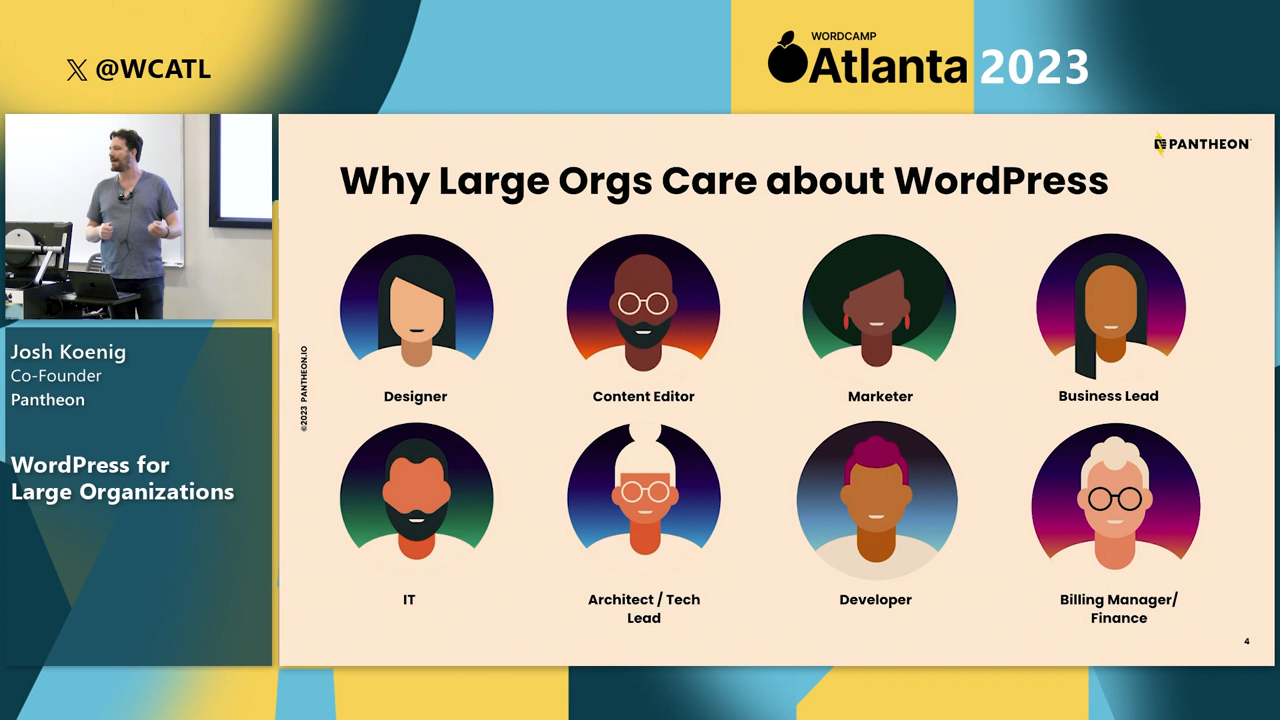 𝕏 @WCATL
WORDCAMP
Atlanta 2023
Josh Koenig
Co-Founder
Pantheon
WordPress for
Large Organizations
PANTHEON
Why Large Orgs Care about WordPress
©2023 PANTHEON.IO
Designer
Content Editor
Marketer
Business Lead
IT
Architect / Tech
Lead
Developer
Billing Manager/
Finance
4